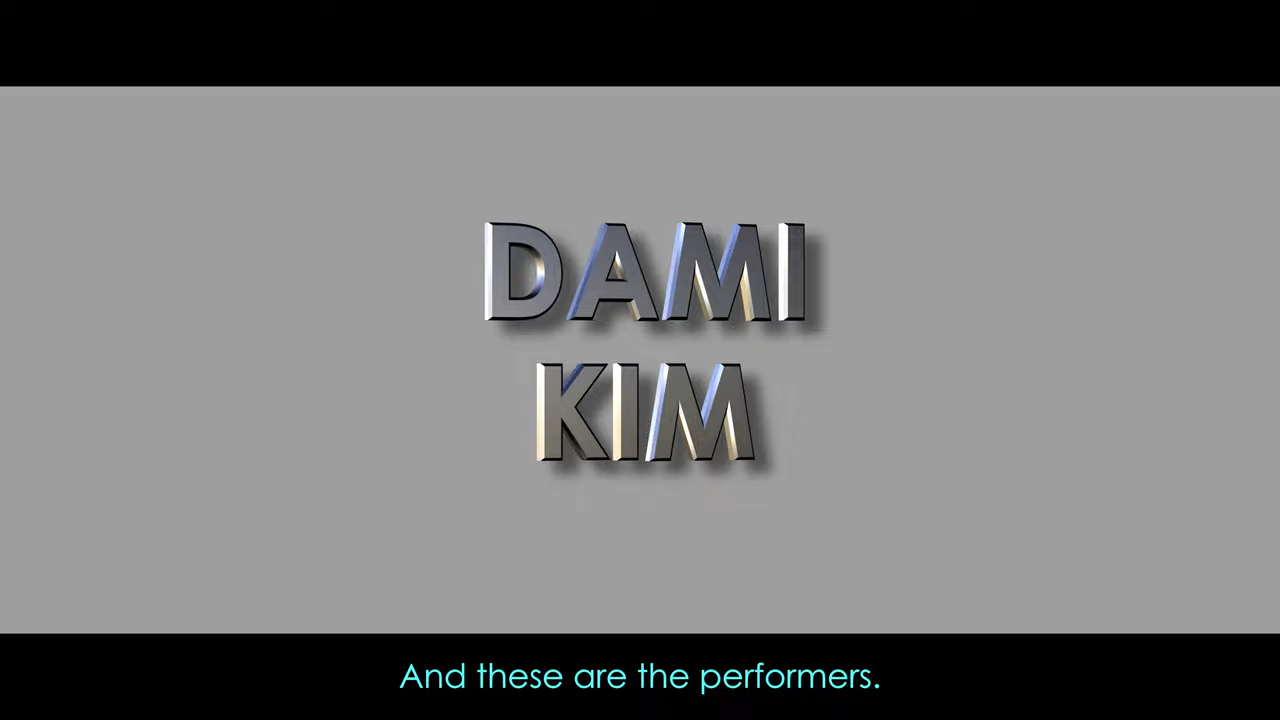 DAMI
KIM
And these are the performers.